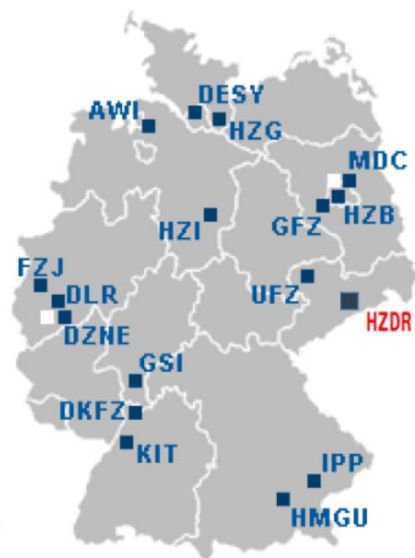 DESY
AWI
HZG
MDC
HZB
GFZ
HZI
FZJ
DLR
UFZ
HZDR
DZNE
GSI
DKFZ
KIT
IPP
HMGU